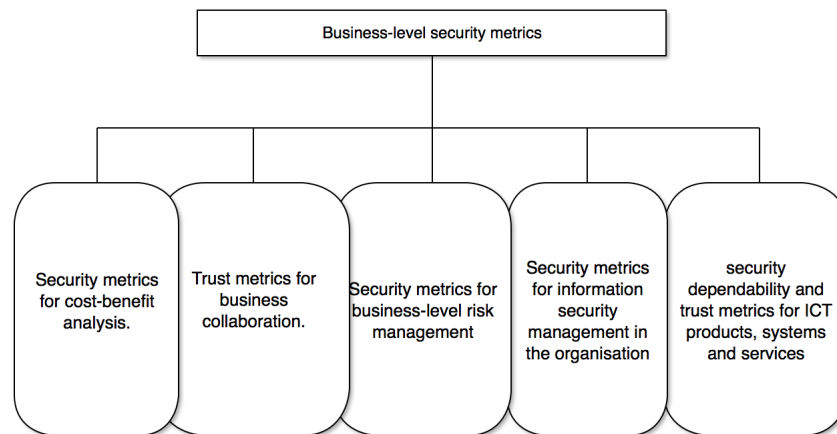 Business-level security metrics
Security metrics
for cost-benefit
analysis.
Trust metrics for
business
collaboration.
Security metrics for
business-level risk
management
Security metrics
for information
security
management in
the organisation
security
dependability and
trust metrics for ICT
products, systems
and services